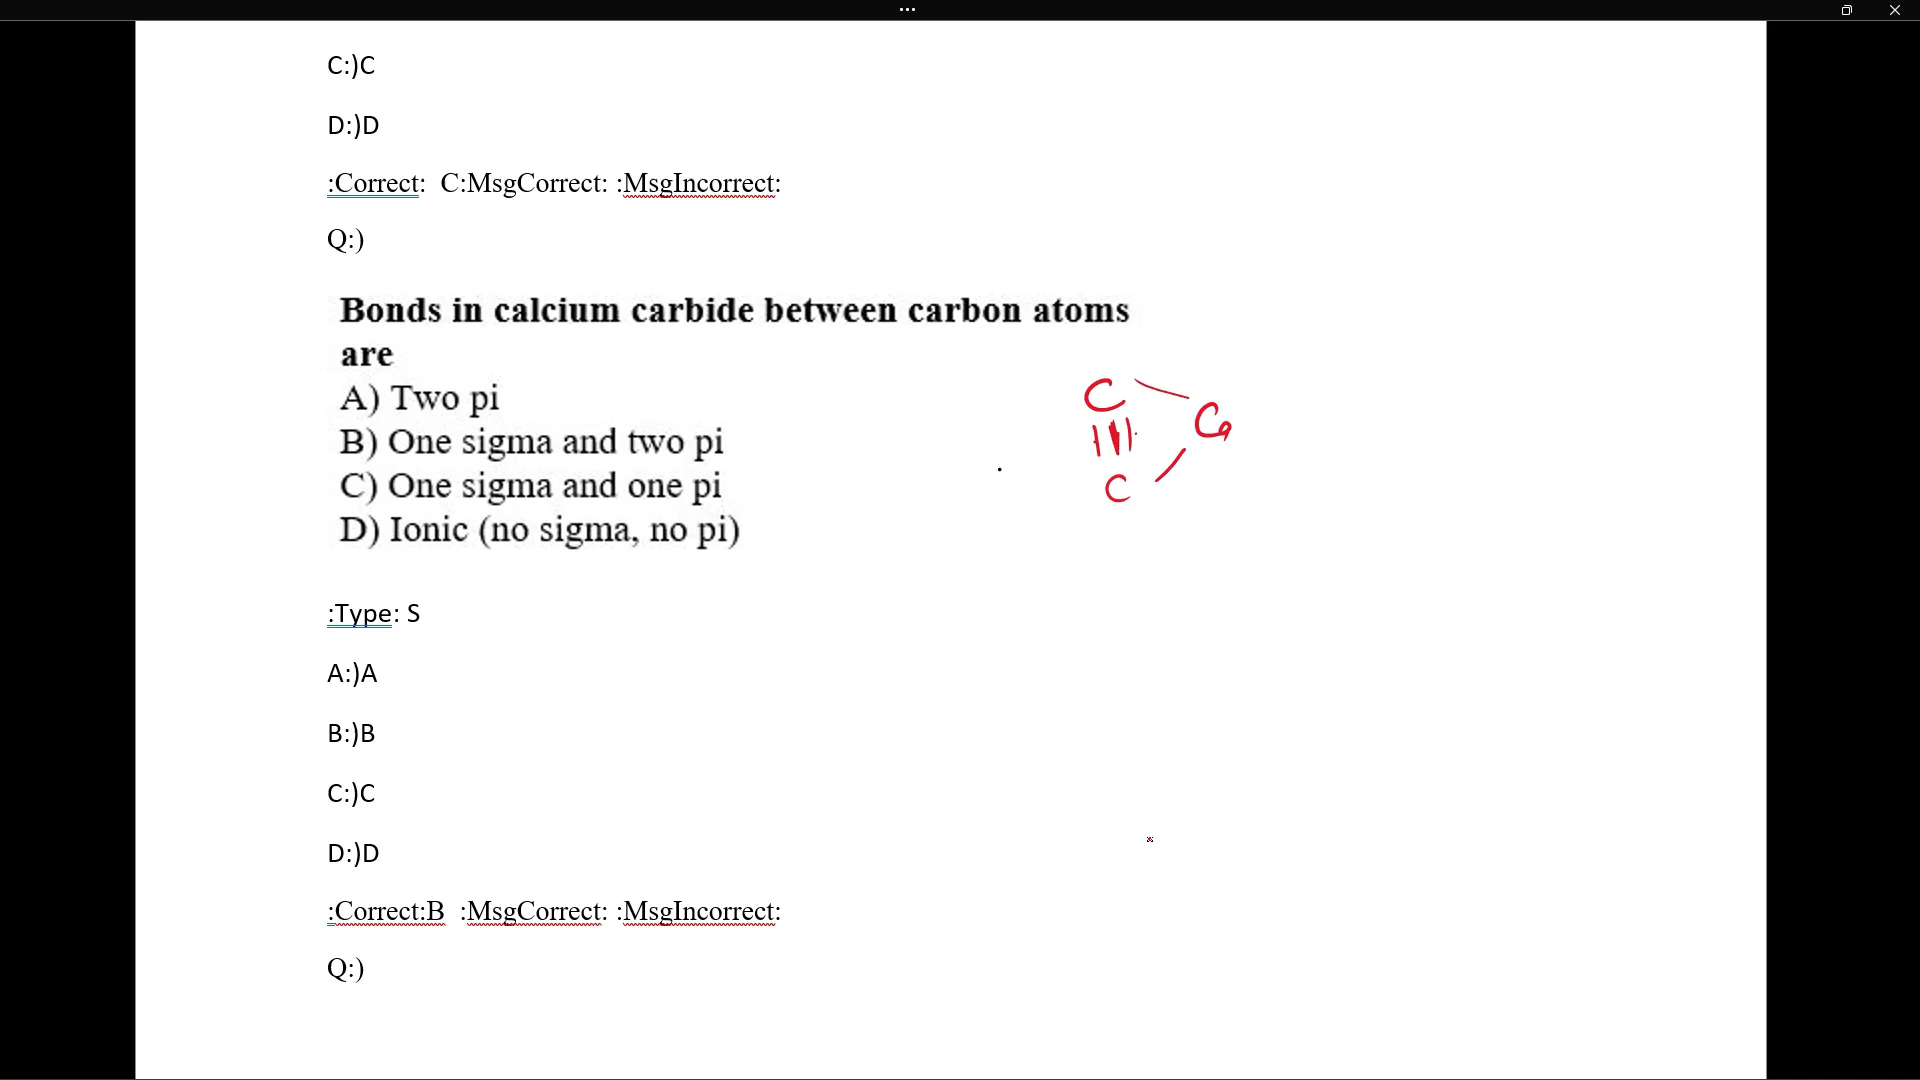 C:)C
D:)D
:Correct:  C:MsgCorrect: :MsgIncorrect:
Q:)
Bonds in calcium carbide between carbon atoms
are
A) Two pi
B) One sigma and two pi
C) One sigma and one pi
D) Ionic (no sigma, no pi)
C
Ca
C
:Type: S
A:)A
B:)B
C:)C
D:)D
:Correct:B  :MsgCorrect: :MsgIncorrect:
Q:)